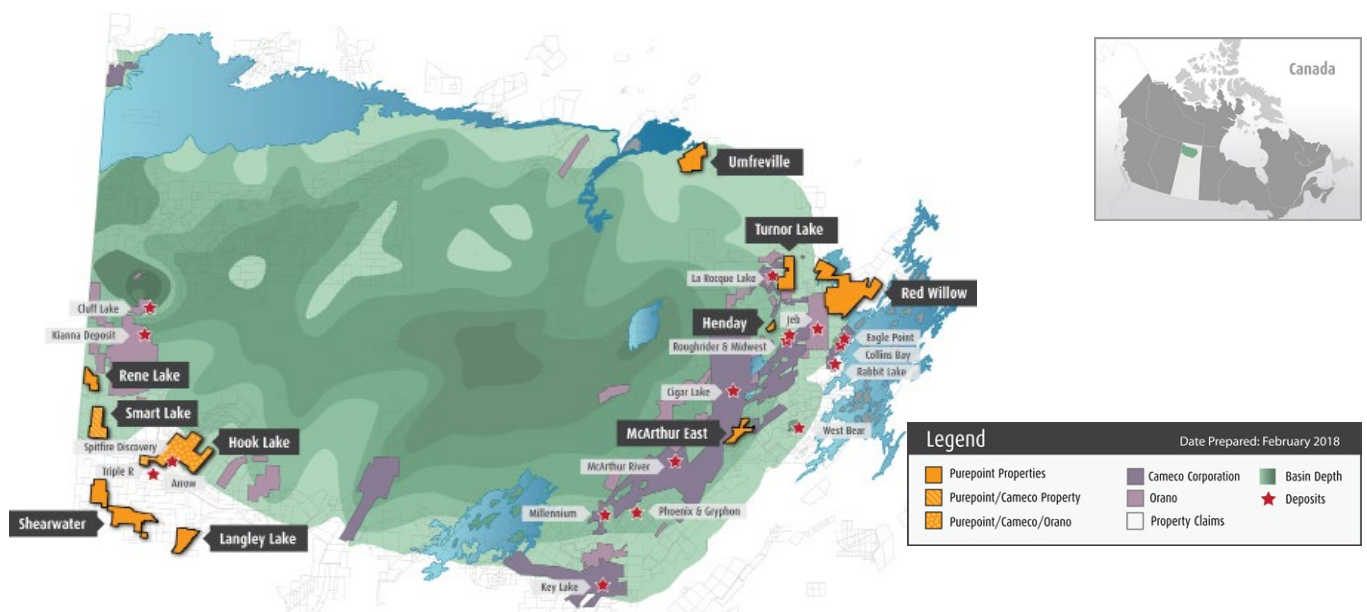 Canada
Umfreville
Turnor Lake
La Rocque Lake
Red Willow
Cluff Lake
Henday
Jeb
Kianna Deposit
Eagle Point
Roughrider & Midwest
Collins Bay
Rene Lake
Rabbit Lake
Cigar Lake
Smart Lake
McArthur East
West Bear
Hook Lake
Spitfire Discovery
McArthur River
Triple R
Arrow
Shearwater
Millennium
Phoenix & Gryphon
Langley Lake
Key Lake
Legend
Date Prepared: February 2018
Purepoint Properties
Purepoint/Cameco Property
Purepoint/Cameco/Orano
Cameco Corporation
Orano
Property Claims
Basin Depth
Deposits